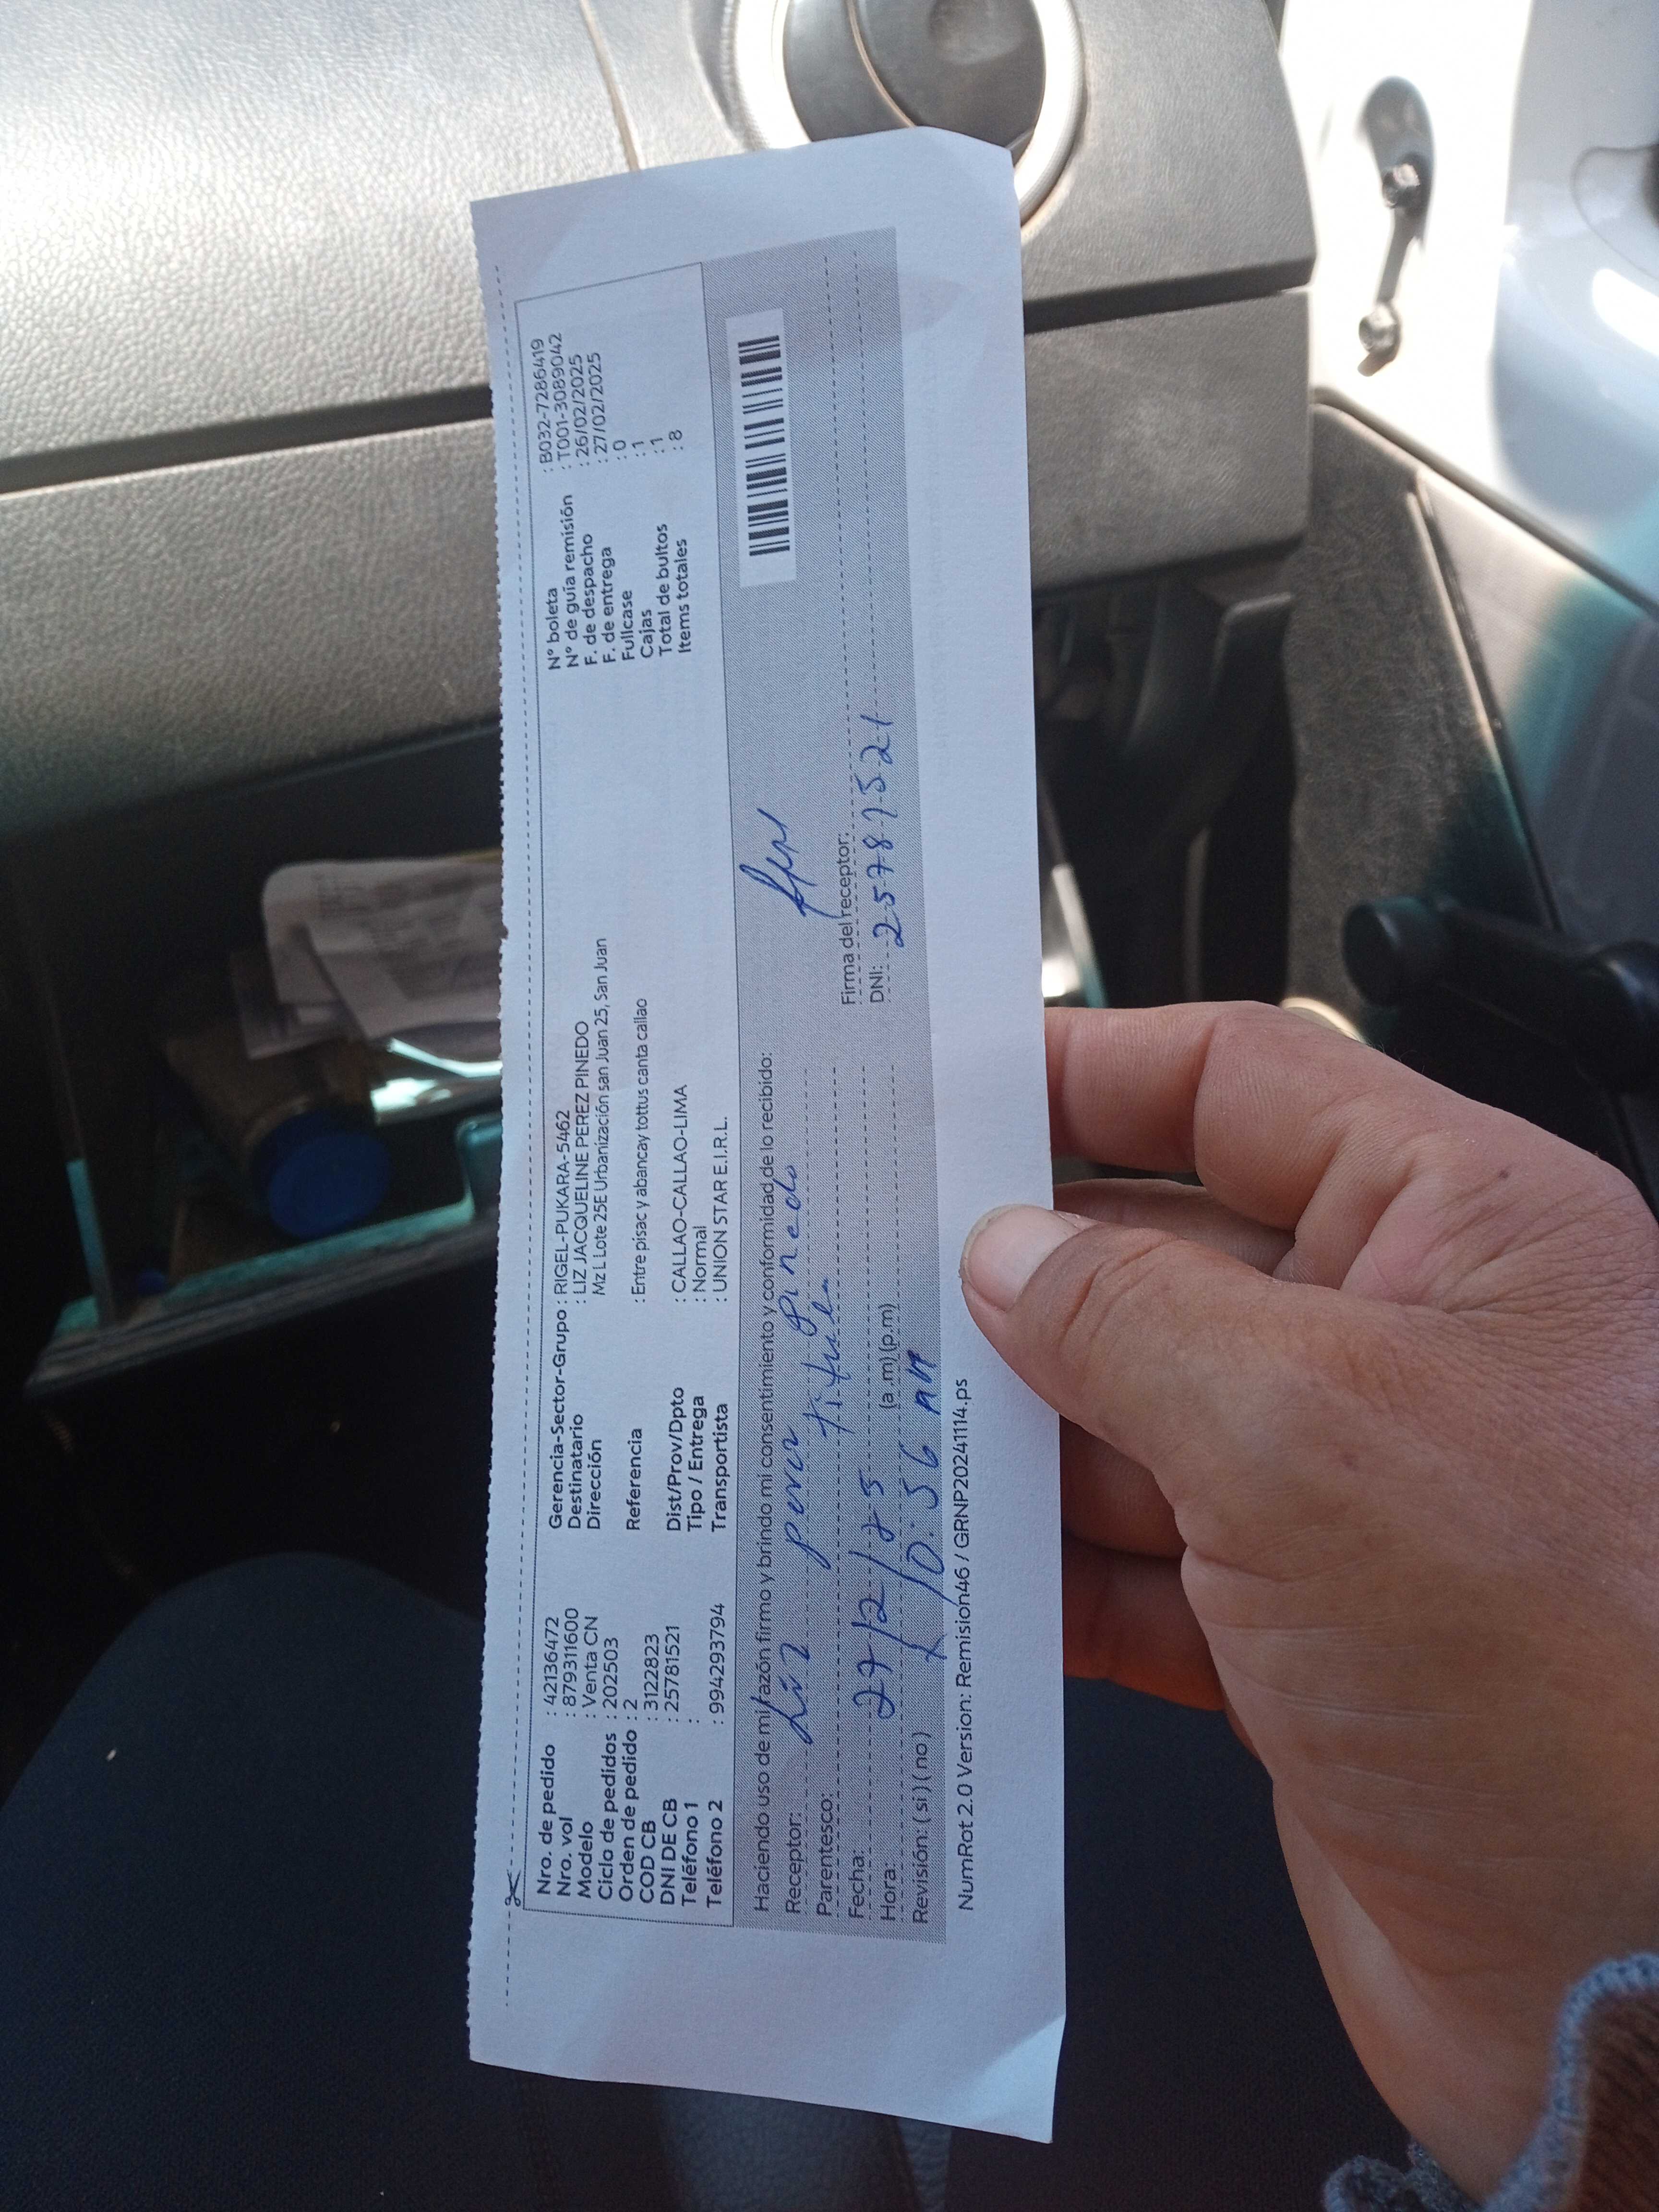 Nro. de pedido : 42136472
Nro. vol : 879311600
Modelo : Venta CN
Ciclo de pedidos : 202503
Orden de pedido : 2
COD CB : 3122823
DNI DE CB : 25781521
Teléfono 1 :
Teléfono 2 : 994293794
Gerencia-Sector-Grupo : RIGEL-PUKARA-5462
Destinatario : LIZ JACQUELINE PEREZ PINEDO
Dirección Mz L Lote 25E Urbanización san Juan 25, San Juan
Referencia : Entre pisac y abancay tottus canta callao
Dist/Prov/Dpto : CALLAO-CALLAO-LIMA
Tipo / Entrega : Normal
Transportista : UNION STAR E.I.R.L.
N° boleta : B032-7286419
N° de guía remisión : T001-3089042
F. de despacho : 26/02/2025
F. de entrega : 27/02/2025
Fullcase : 0
Cajas : 1
Total de bultos : 1
Items totales : 8
Haciendo uso de mi razón firmo y brindo mi consentimiento y conformidad de lo recibido:
Receptor: Liz perez pinedo
Parentesco: titular
Fecha: 27/2/25
Hora: (a .m) (p.m)
10:56 AM
Revisión: ( si ) ( no )
Firma del receptor:
DNI: 25781521
NumRot 2.0 Version: Remision46 / GRNP20241114.ps